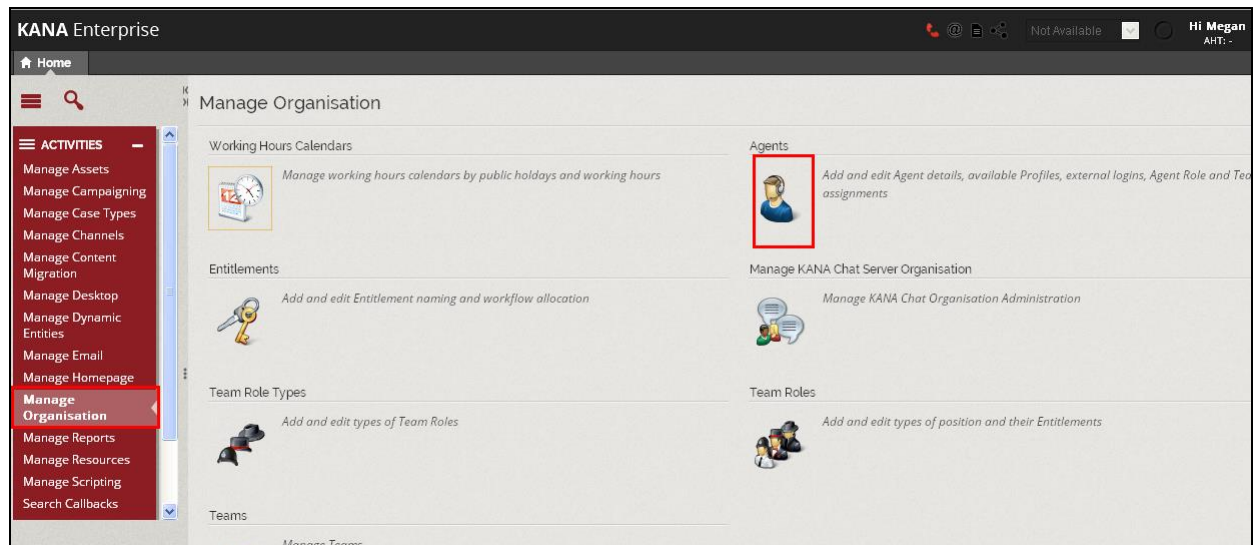 KANA Enterprise
Not Available
Hi Megan
AHT: -
Home
Manage Organisation
ACTIVITIES
Manage Assets
Manage Campaigning
Manage Case Types
Manage Channels
Manage Content
Migration
Manage Desktop
Manage Dynamic
Entities
Manage Email
Manage Homepage
Manage
Organisation
Manage Reports
Manage Resources
Manage Scripting
Search Callbacks
Working Hours Calendars
Manage working hours calendars by public holdays and working hours
Agents
Add and edit Agent details, available Profiles, external logins, Agent Role and Tea
assignments
Entitlements
Add and edit Entitlement naming and workflow allocation
Manage KANA Chat Server Organisation
Manage KANA Chat Organisation Administration
Team Role Types
Add and edit types of Team Roles
Team Roles
Add and edit types of position and their Entitlements
Teams
Manage Teams